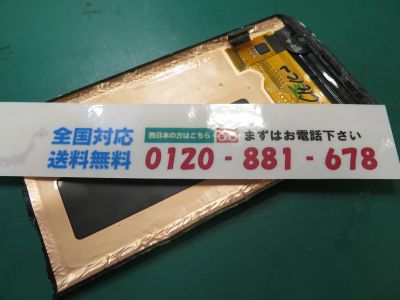 全国対応
送料無料
西日本の方はこちら
まずはお電話下さい
0120-881-678